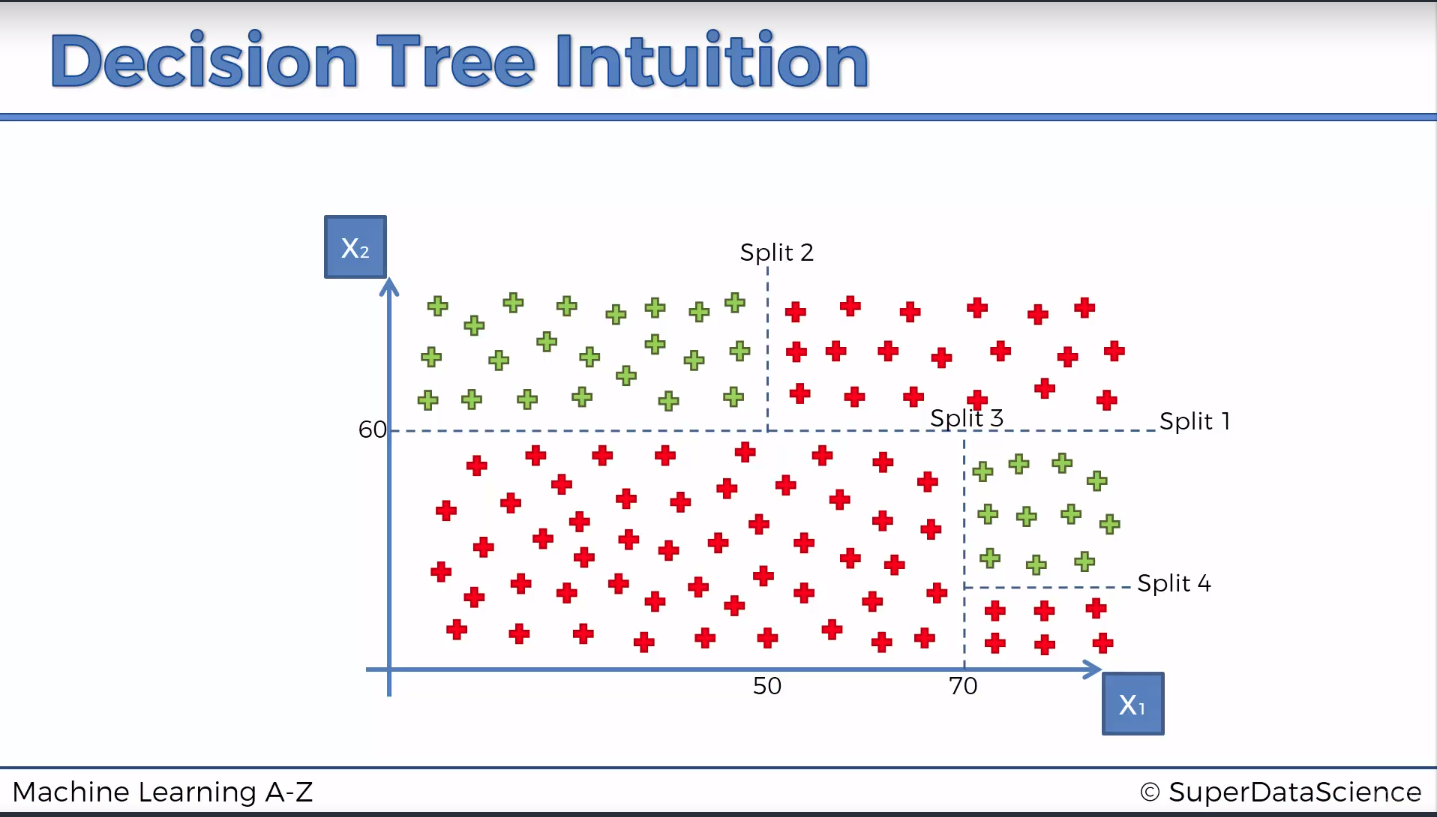 Decision Tree Intuition
X₂
Split 2
Split 3
60
Split 1
Split 4
50
70
X₁
Machine Learning A-Z
© SuperDataScience